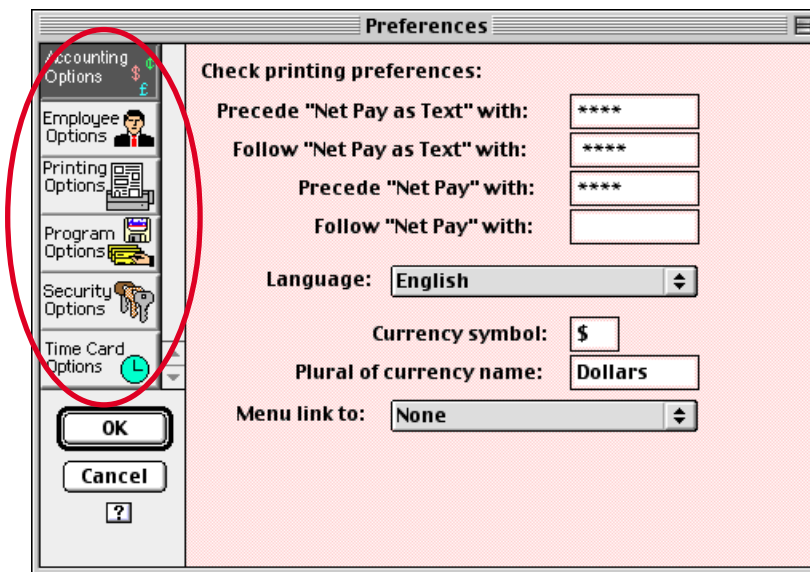 Preferences
Accounting
Options
Employee
Options
Printing
Options
Program
Options
Security
Options
Time Card
Options
OK
Cancel
?
Check printing preferences:
Precede "Net Pay as Text" with: ****
Follow "Net Pay as Text" with: ****
Precede "Net Pay" with: ****
Follow "Net Pay" with:
Language: English
Currency symbol: $
Plural of currency name: Dollars
Menu link to: None